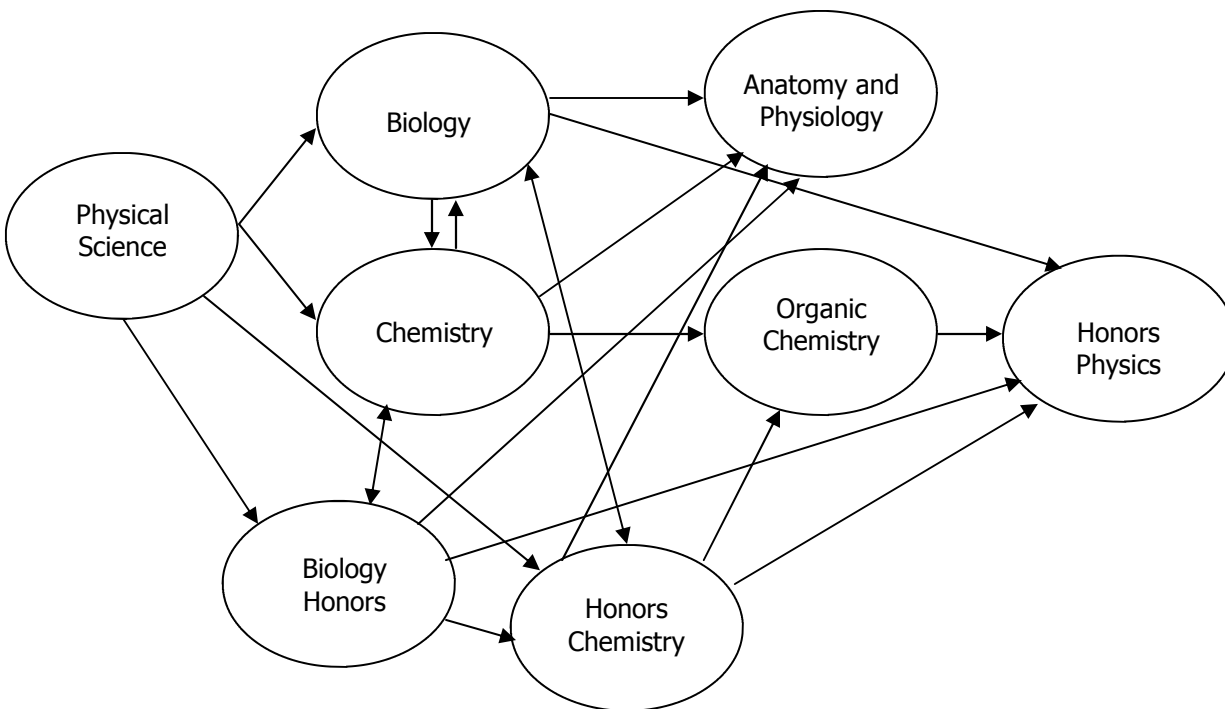 Anatomy and
Physiology
Biology
Physical
Science
Chemistry
Organic
Chemistry
Honors
Physics
Biology
Honors
Honors
Chemistry